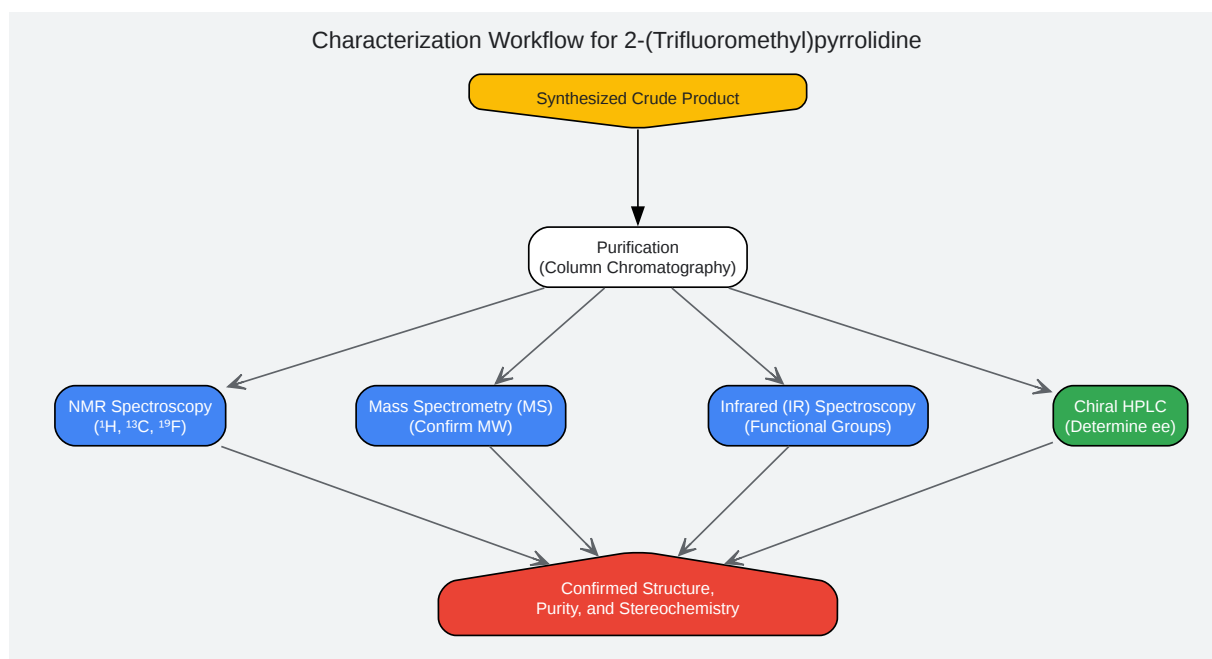 Characterization Workflow for 2-(Trifluoromethyl)pyrrolidine
Synthesized Crude Product
Purification
(Column Chromatography)
NMR Spectroscopy
(¹H, ¹³C, ¹⁹F)
Mass Spectrometry (MS)
(Confirm MW)
Infrared (IR) Spectroscopy
(Functional Groups)
Chiral HPLC
(Determine ee)
Confirmed Structure,
Purity, and Stereochemistry